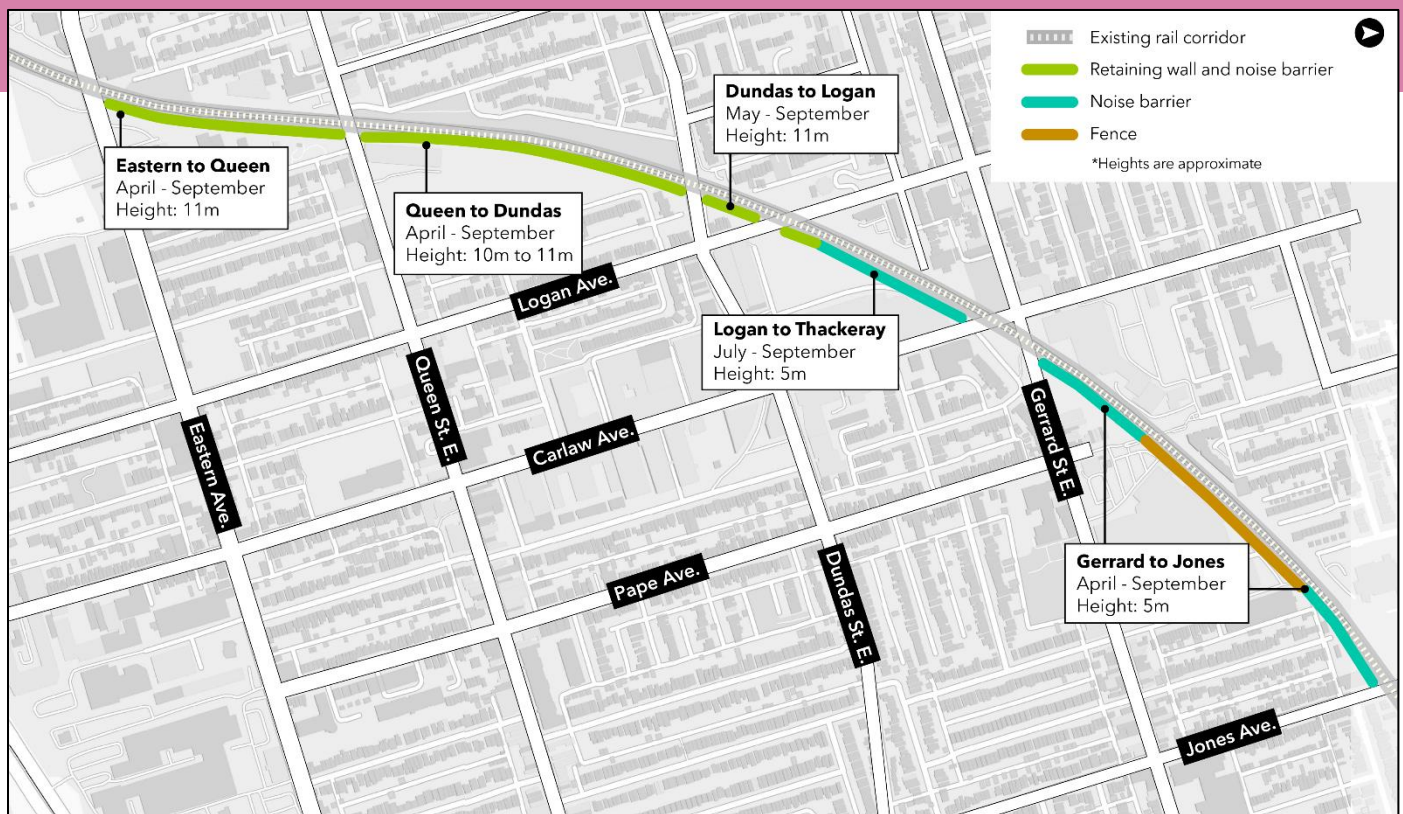 Existing rail corridor
Retaining wall and noise barrier
Noise barrier
Fence
*Heights are approximate
Eastern to Queen
April - September
Height: 11m
Queen to Dundas
April - September
Height: 10m to 11m
Dundas to Logan
May - September
Height: 11m
Logan to Thackeray
July - September
Height: 5m
Gerrard to Jones
April - September
Height: 5m
Logan Ave.
Queen St. E.
Eastern Ave.
Carlaw Ave.
Gerrard St E.
Pape Ave.
Dundas St. E.
Jones Ave.